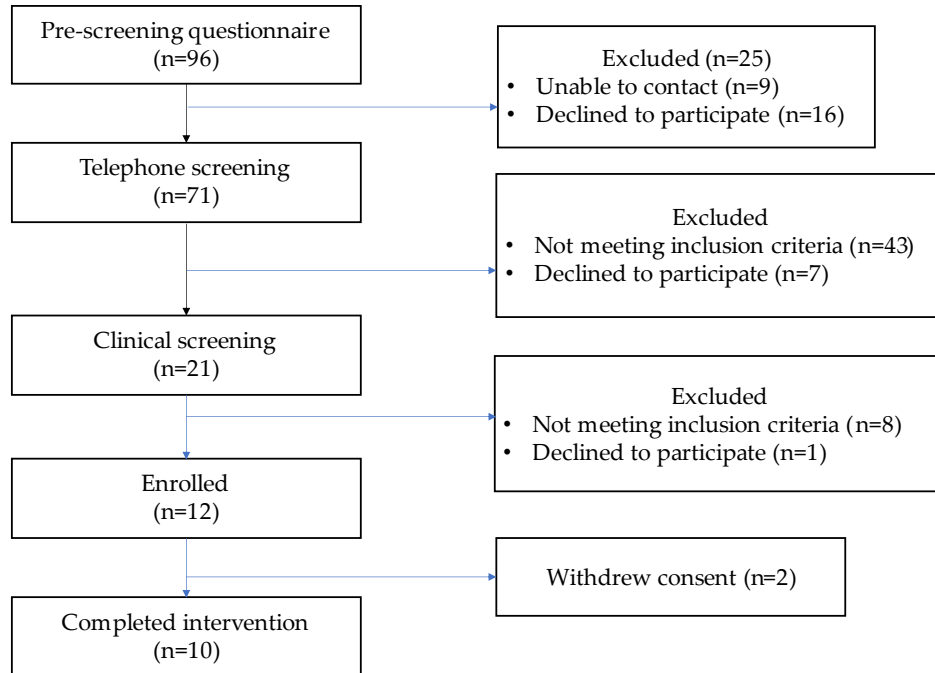 Pre-screening questionnaire
(n=96)
Excluded (n=25)
• Unable to contact (n=9)
• Declined to participate (n=16)
Telephone screening
(n=71)
Excluded
• Not meeting inclusion criteria (n=43)
• Declined to participate (n=7)
Clinical screening
(n=21)
Excluded
• Not meeting inclusion criteria (n=8)
• Declined to participate (n=1)
Enrolled
(n=12)
Withdrew consent (n=2)
Completed intervention
(n=10)